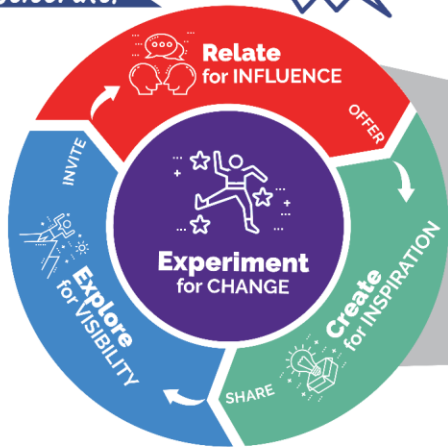 Relate
for INFLUENCE
OFFER
Create
for INSPIRATION
SHARE
Explore
for VISIBILITY
INVITE
Experiment
for CHANGE